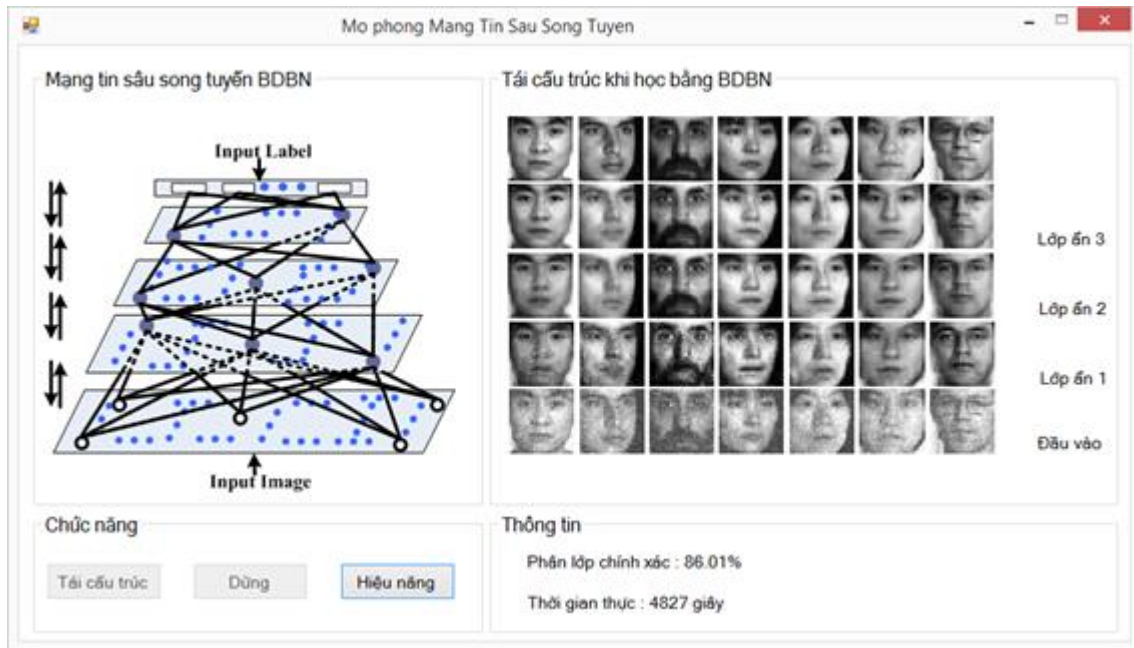 Mo phong Mang Tin Sau Song Tuyen
Mạng tin sâu song tuyến BDBN
Input Label
Input Image
Tái cấu trúc khi học bằng BDBN
Lớp ẩn 3
Lớp ẩn 2
Lớp ẩn 1
Đầu vào
Chức năng
Tái cấu trúc
Dừng
Hiệu năng
Thông tin
Phân lớp chính xác : 86.01%
Thời gian thực : 4827 giây